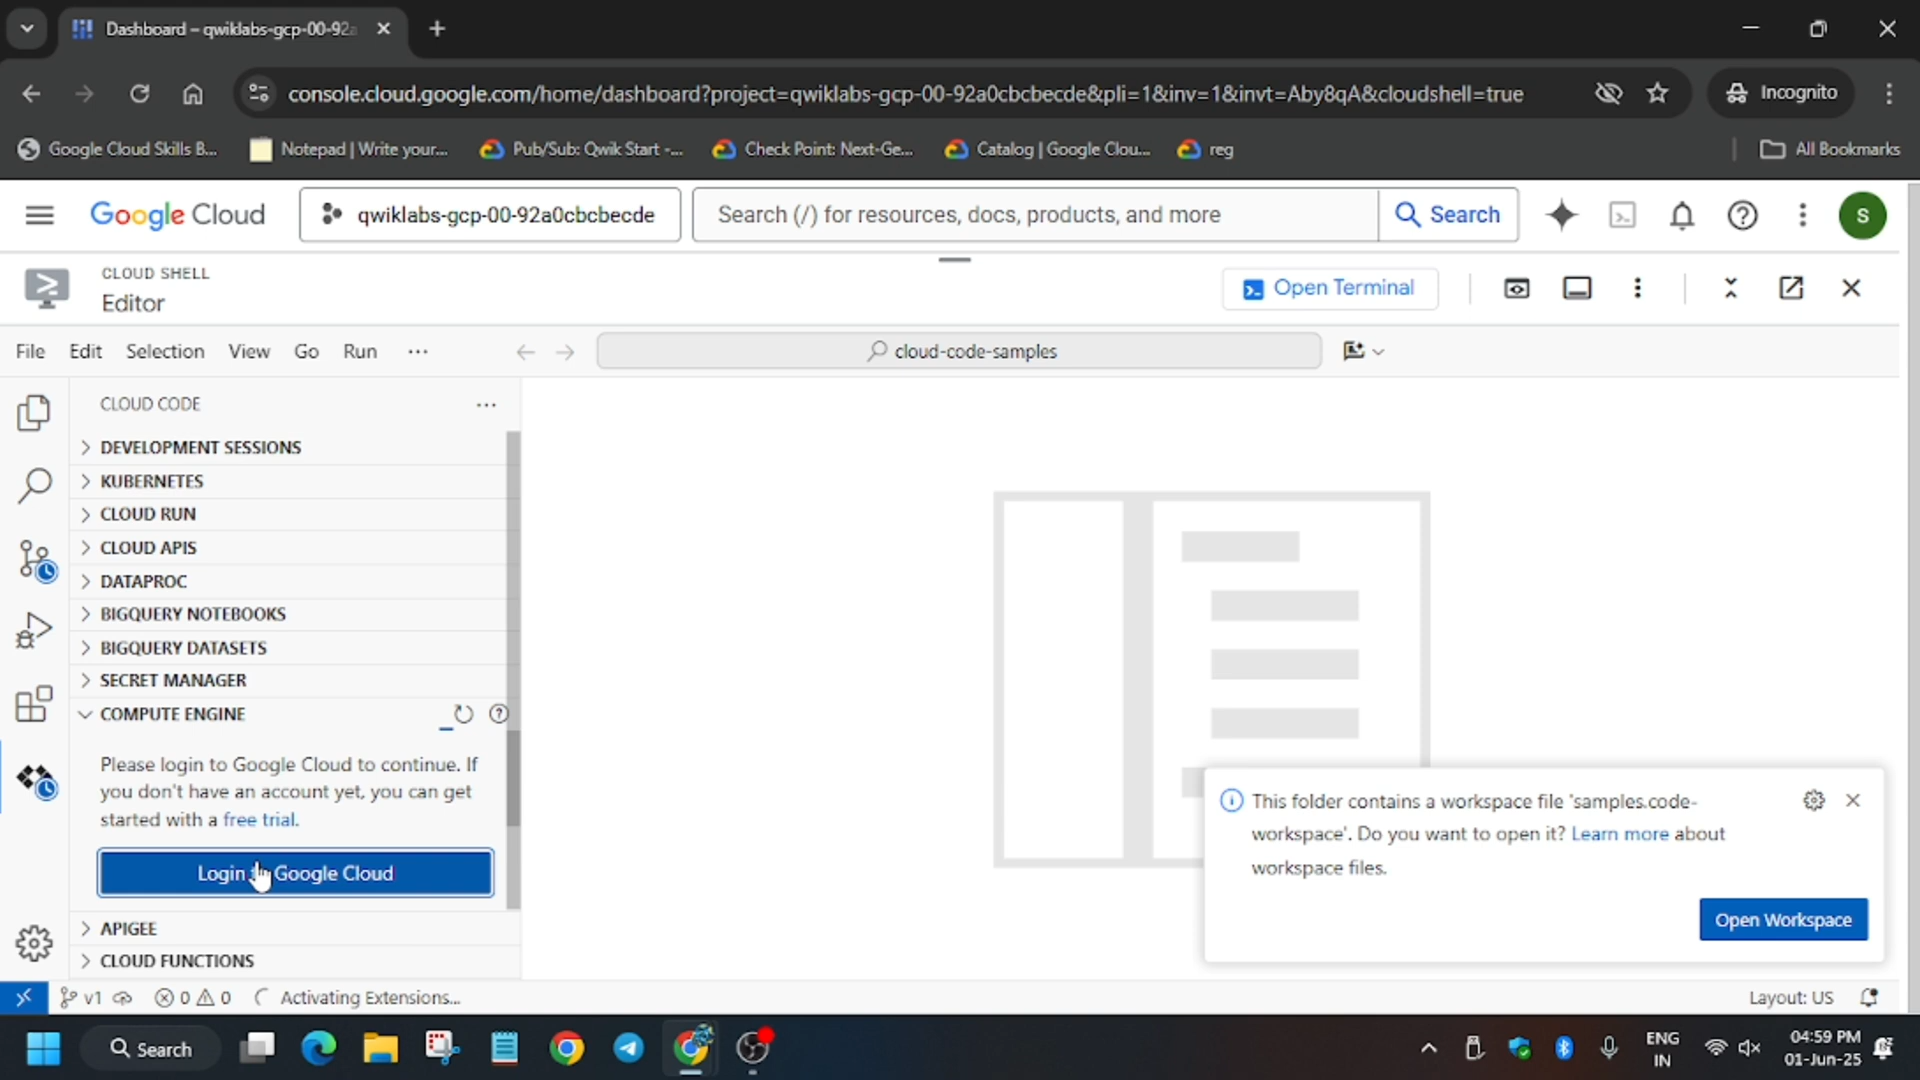 Dashboard – qwiklabs-gcp-00-92a
console.cloud.google.com/home/dashboard?project=qwiklabs-gcp-00-92a0cbcbecde&pli=1&inv=1&invt=Aby8qA&cloudshell=true
Incognito
Google Cloud Skills B...
Notepad | Write your...
Pub/Sub: Qwik Start -...
Check Point: Next-Ge...
Catalog | Google Clou...
reg
All Bookmarks
Google Cloud
qwiklabs-gcp-00-92a0cbcbecde
Search (/) for resources, docs, products, and more
Search
S
CLOUD SHELL
Editor
Open Terminal
File Edit Selection View Go Run ...
cloud-code-samples
CLOUD CODE
DEVELOPMENT SESSIONS
KUBERNETES
CLOUD RUN
CLOUD APIS
DATAPROC
BIGQUERY NOTEBOOKS
BIGQUERY DATASETS
SECRET MANAGER
COMPUTE ENGINE
Please login to Google Cloud to continue. If
you don't have an account yet, you can get
started with a free trial.
Login Google Cloud
APIGEE
CLOUD FUNCTIONS
This folder contains a workspace file 'samples.code-
workspace'. Do you want to open it? Learn more about
workspace files.
Open Workspace
v1 0 0 Activating Extensions...
Layout: US
Search
ENG
IN
04:59 PM
01-Jun-25